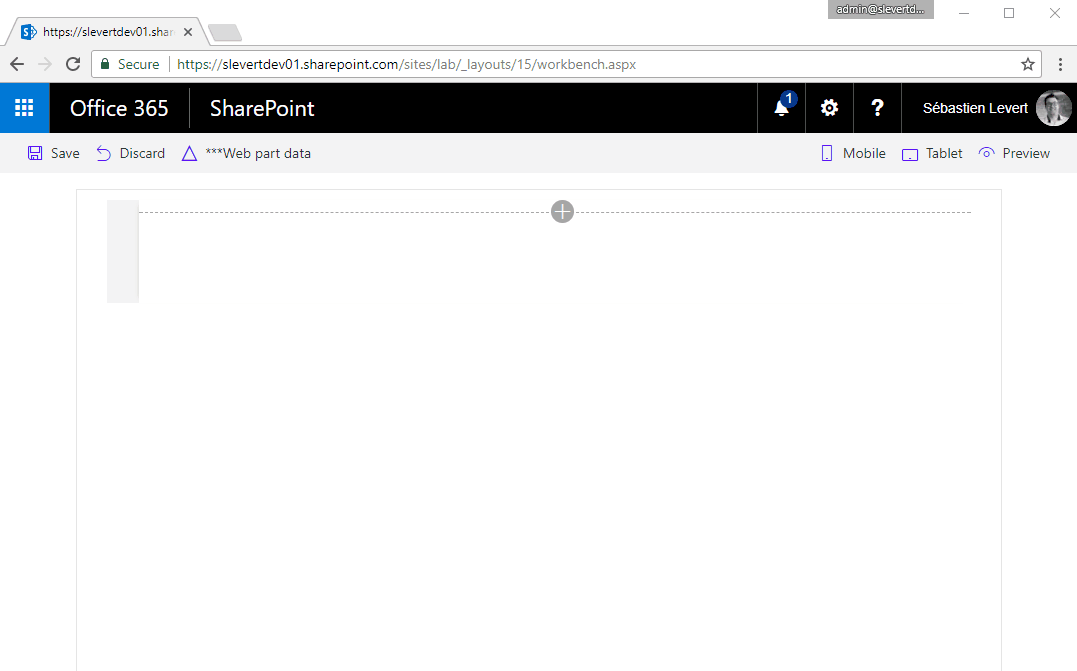 admin@slevertd...
https://slevertdev01.shar
Secure https://slevertdev01.sharepoint.com/sites/lab/_layouts/15/workbench.aspx
Office 365 SharePoint 1 ? Sébastien Levert
Save Discard ***Web part data Mobile Tablet Preview